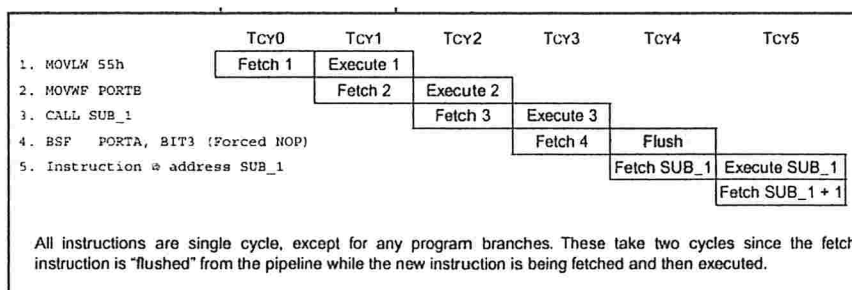 TCY0 TCY1 TCY2 TCY3 TCY4 TCY5
1. MOVLW 55h Fetch 1 Execute 1
2. MOVWF PORTB Fetch 2 Execute 2
3. CALL SUB_1 Fetch 3 Execute 3
4. BSF PORTA, BIT3 (Forced NOP) Fetch 4 Flush
5. Instruction @ address SUB_1 Fetch SUB_1 Execute SUB_1
Fetch SUB_1 + 1
All instructions are single cycle, except for any program branches. These take two cycles since the fetch
instruction is "flushed" from the pipeline while the new instruction is being fetched and then executed.